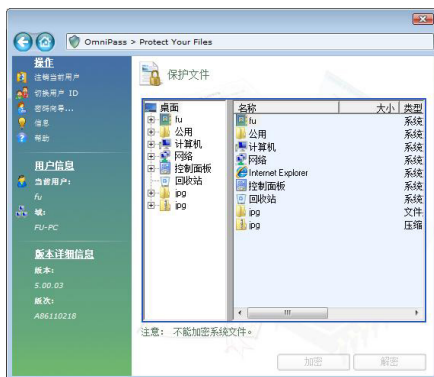 OmniPass > Protect Your Files
操作
注销当前用户
切换用户 ID
密码向导...
信息
帮助
用户信息
当前用户:
fu
域:
FU-PC
版本详细信息
版本:
5.00.03
版次:
A86110218
保护文件
桌面
fu
公用
计算机
网络
控制面板
回收站
jpg
jpg
名称 大小 类型
fu 系统
公用 系统
计算机 系统
网络 系统
Internet Explorer 系统
控制面板 系统
回收站 系统
jpg 文件
jpg 压缩
注意: 不能加密系统文件。
加密 解密